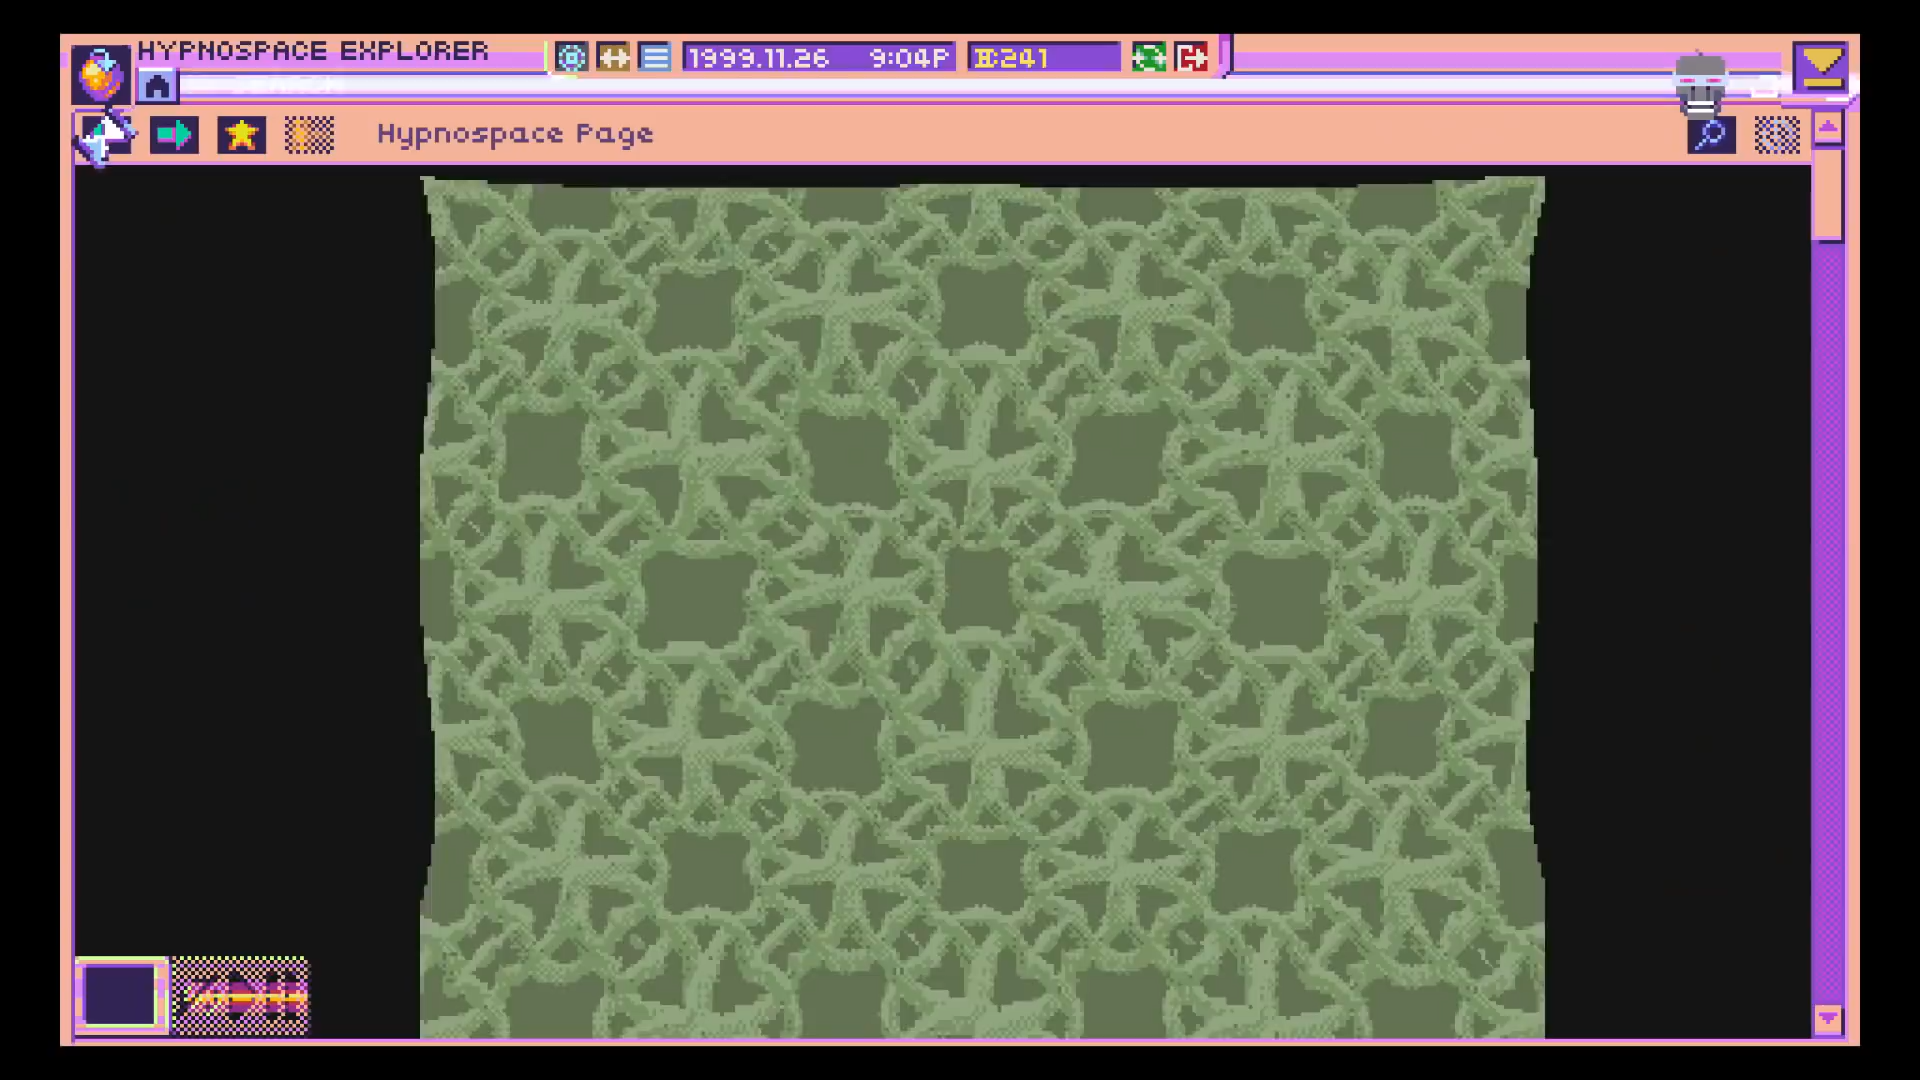 HYPNOSPACE EXPLORER
1999.11.26 9:04P
241
Hypnospace Page